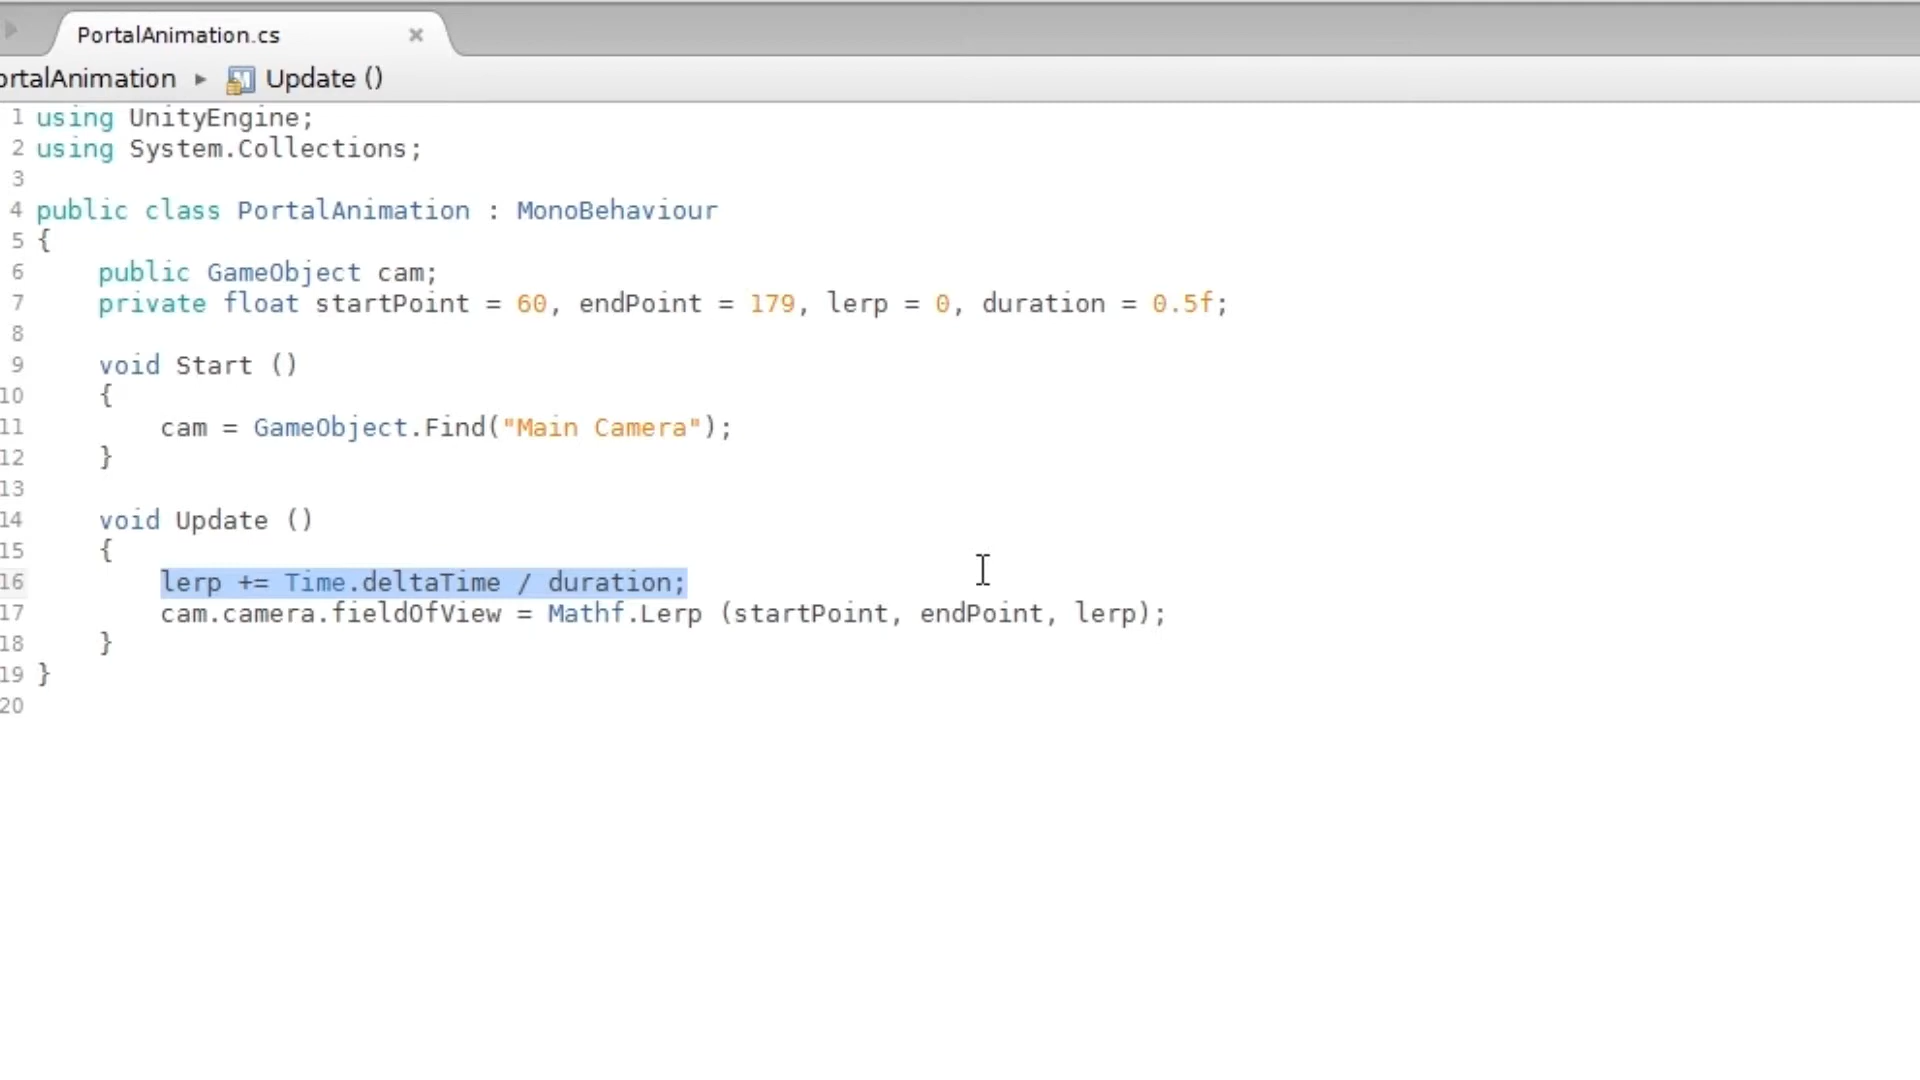 PortalAnimation.cs
ortalAnimation ▸ Update ()
1 using UnityEngine;
2 using System.Collections;
3
4 public class PortalAnimation : MonoBehaviour
5 {
6     public GameObject cam;
7     private float startPoint = 60, endPoint = 179, lerp = 0, duration = 0.5f;
8
9     void Start ()
10     {
11         cam = GameObject.Find("Main Camera");
12     }
13
14     void Update ()
15     {
16         lerp += Time.deltaTime / duration;
17         cam.camera.fieldOfView = Mathf.Lerp (startPoint, endPoint, lerp);
18     }
19 }
20